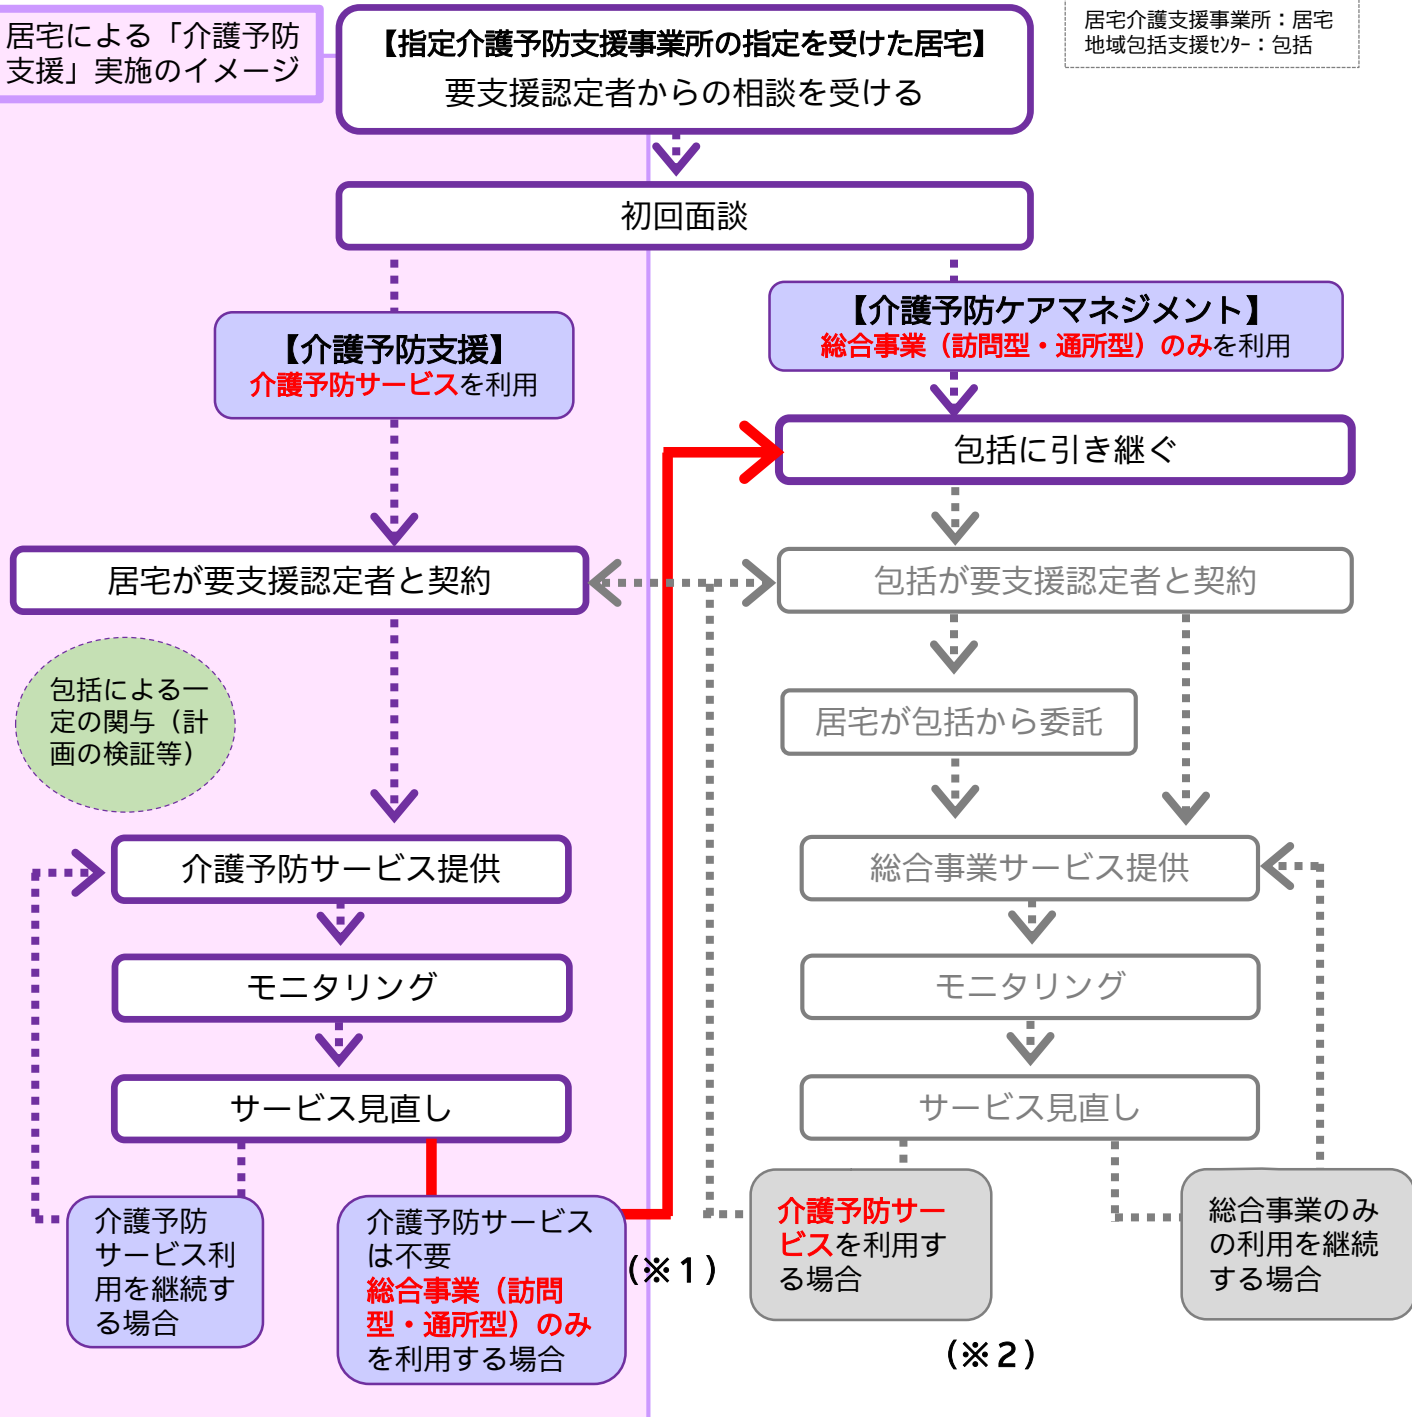 居宅による「介護予防
支援」実施のイメージ
【指定介護予防支援事業所の指定を受けた居宅】
要支援認定者からの相談を受ける
居宅介護支援事業所：居宅
地域包括支援ｾﾝﾀｰ：包括
初回面談
【介護予防支援】
介護予防サービスを利用
【介護予防ケアマネジメント】
総合事業（訪問型・通所型）のみを利用
包括に引き継ぐ
居宅が要支援認定者と契約
包括が要支援認定者と契約
包括による一
定の関与（計
画の検証等）
居宅が包括から委託
介護予防サービス提供
総合事業サービス提供
モニタリング
モニタリング
サービス見直し
サービス見直し
介護予防
サービス利
用を継続す
る場合
介護予防サービス
は不要
総合事業（訪問
型・通所型）のみ
を利用する場合
（※１）
介護予防サー
ビスを利用す
る場合
（※２）
総合事業のみ
の利用を継続
する場合